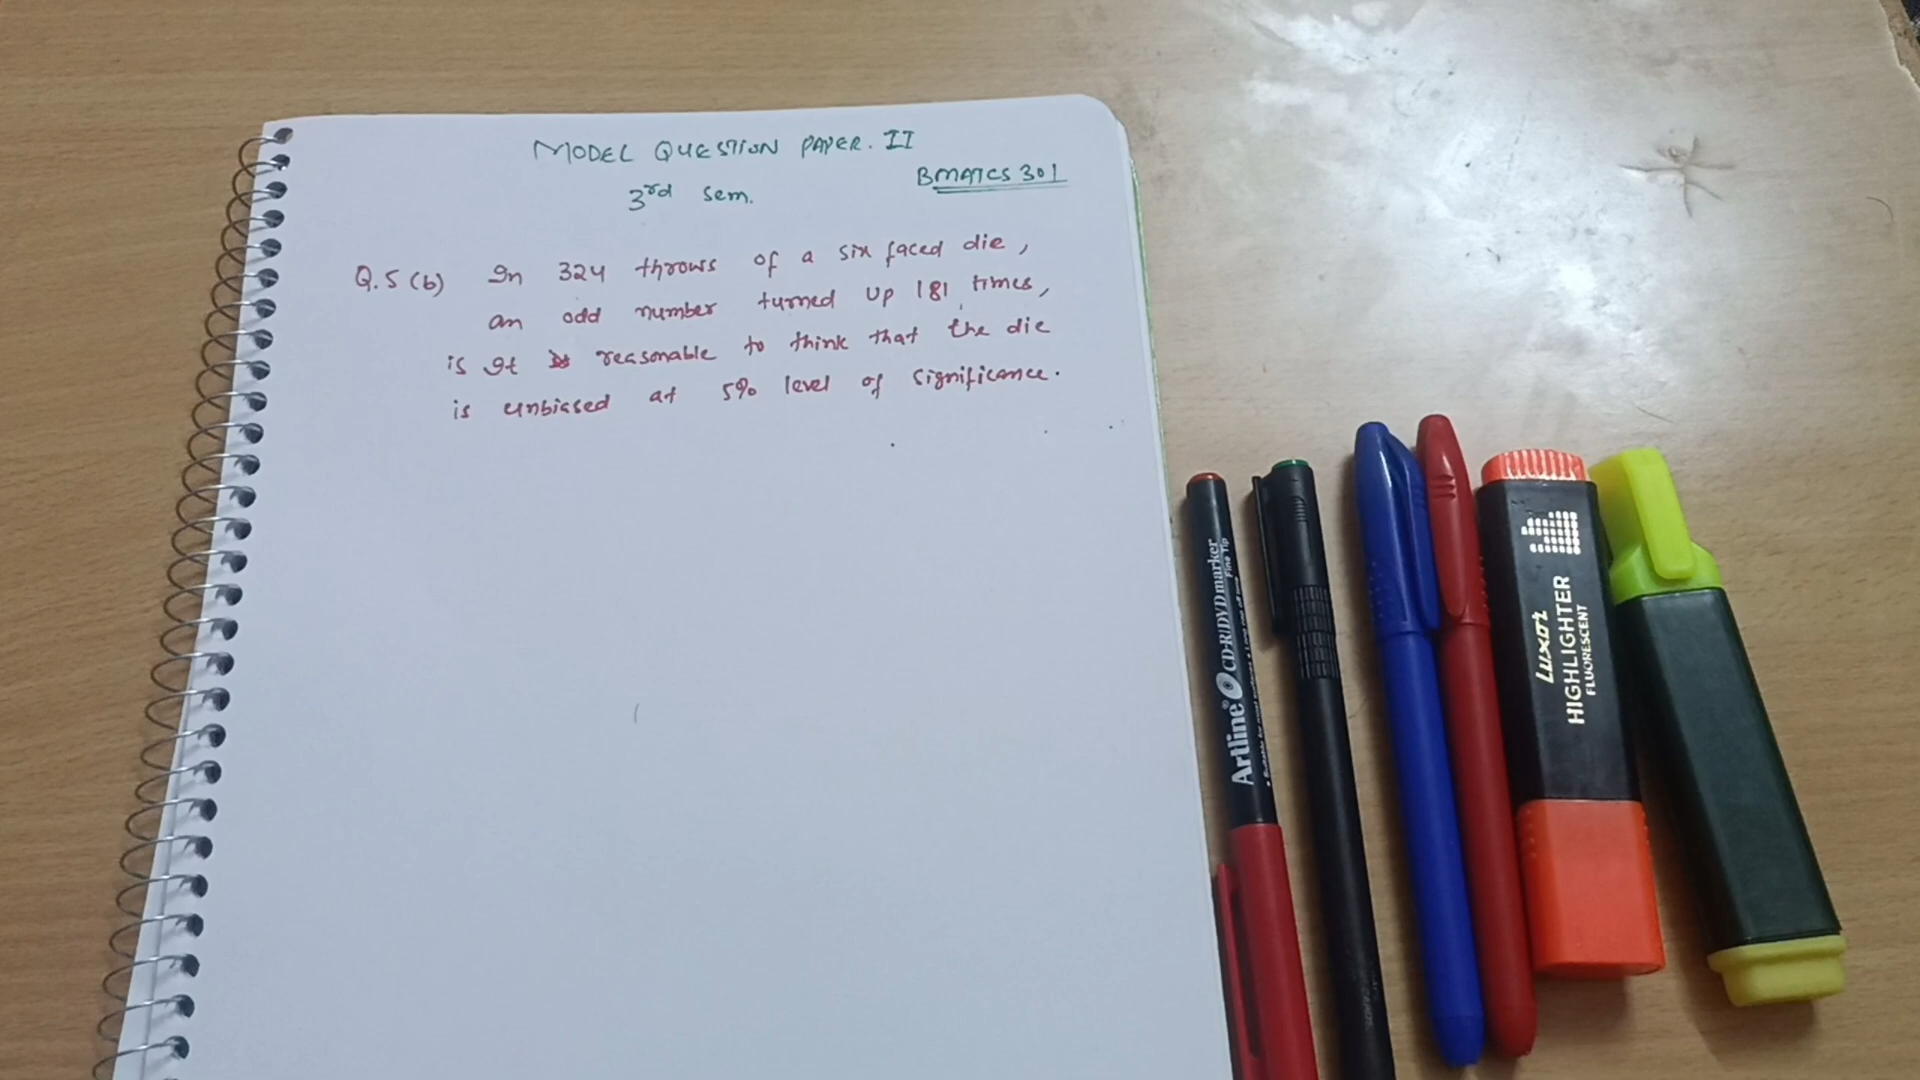 MODEL QUESTION PAPER. II
3rd sem.
BMATCS 301
Q.5 (b) In 324 throws of a six faced die,
an odd number turned up 181 times,
is It reasonable to think that the die
is unbiased at 5% level of significance.
Artline CD-R/DVD marker
Fine Tip
Luxor
HIGHLIGHTER
FLUORESCENT